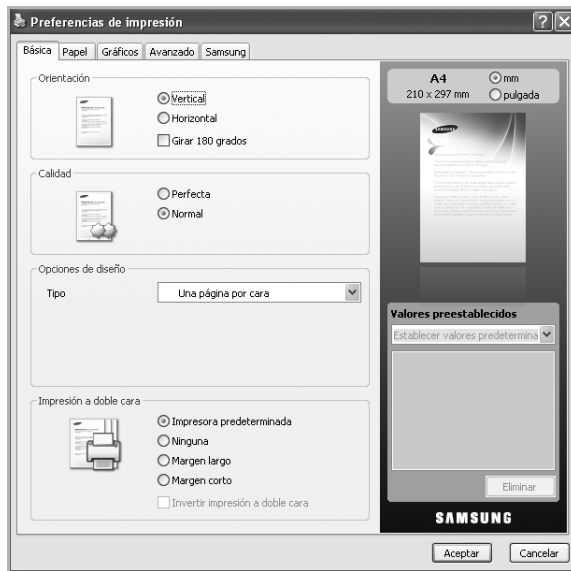 Preferencias de impresión
Básica Papel Gráficos Avanzado Samsung
Orientación
Vertical
Horizontal
Girar 180 grados
Calidad
Perfecta
Normal
Opciones de diseño
Tipo
Una página por cara
Impresión a doble cara
Impresora predeterminada
Ninguna
Margen largo
Margen corto
Invertir impresión a doble cara
A4
210 x 297 mm
mm
pulgada
SAMSUNG
Valores preestablecidos
Establecer valores predetermina
Eliminar
SAMSUNG
Aceptar Cancelar